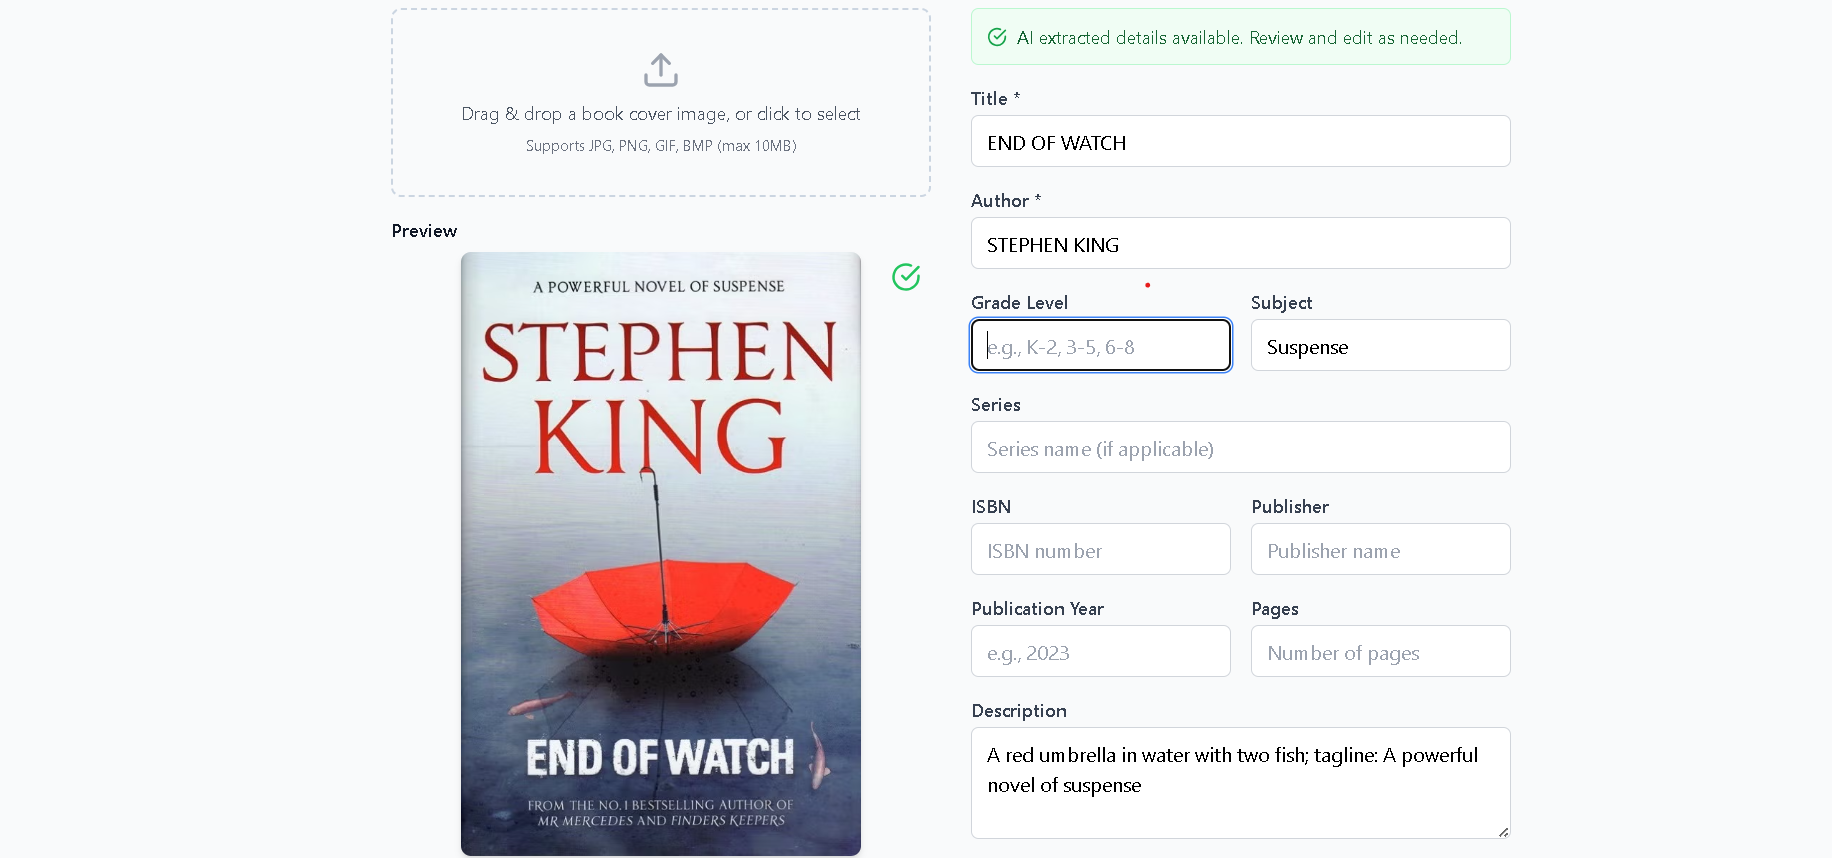 Drag & drop a book cover image, or click to select
Supports JPG, PNG, GIF, BMP (max 10MB)
Preview
A POWERFUL NOVEL OF SUSPENSE
STEPHEN
KING
END OF WATCH
FROM THE NO.1 BESTSELLING AUTHOR OF
MR MERCEDES AND FINDERS KEEPERS
AI extracted details available. Review and edit as needed.
Title *
END OF WATCH
Author *
STEPHEN KING
Grade Level
e.g., K-2, 3-5, 6-8
Subject
Suspense
Series
Series name (if applicable)
ISBN
ISBN number
Publisher
Publisher name
Publication Year
e.g., 2023
Pages
Number of pages
Description
A red umbrella in water with two fish; tagline: A powerful
novel of suspense